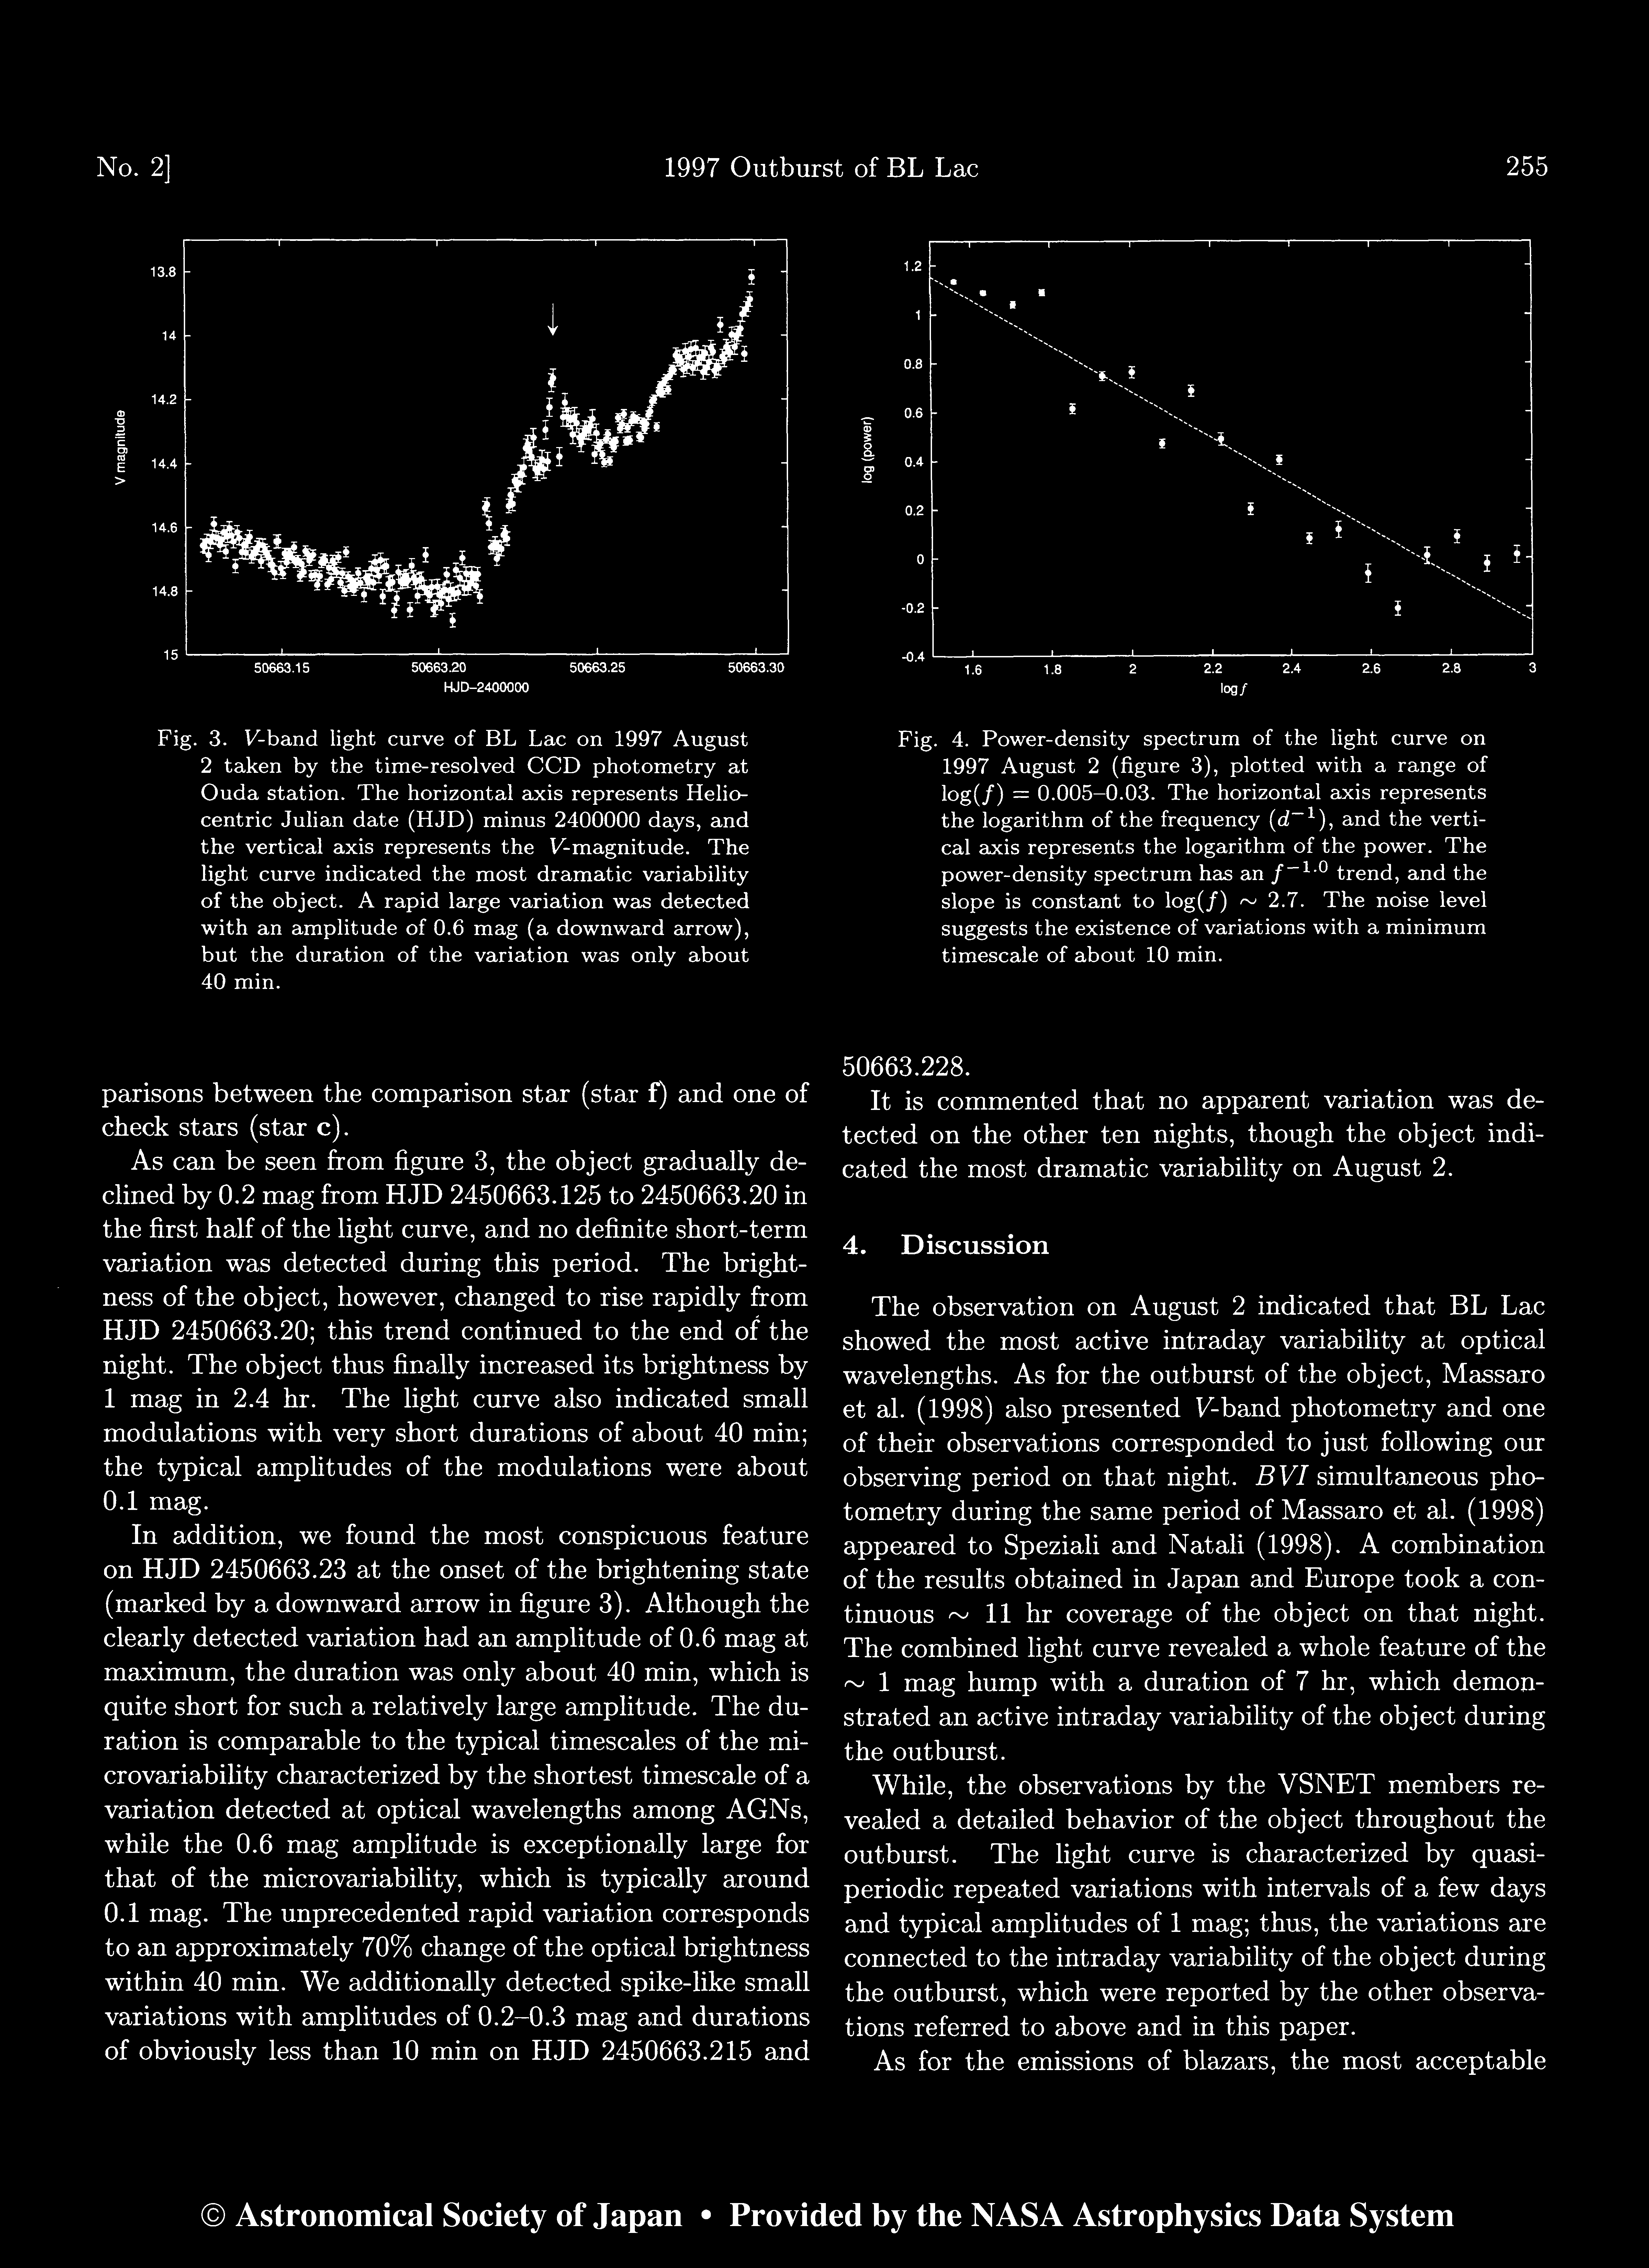 No. 2]
1997 Outburst of BL Lac
255
13.8
14
14.2
14.4
14.6
14.8
15
V magnitude
50663.15
50663.20
50663.25
50663.30
HJD-2400000
1.2
1
0.8
0.6
0.4
0.2
0
-0.2
-0.4
log (power)
1.6
1.8
2
2.2
2.4
2.6
2.8
3
log f
Fig. 3. V-band light curve of BL Lac on 1997 August
2 taken by the time-resolved CCD photometry at
Ouda station. The horizontal axis represents Helio-
centric Julian date (HJD) minus 2400000 days, and
the vertical axis represents the V-magnitude. The
light curve indicated the most dramatic variability
of the object. A rapid large variation was detected
with an amplitude of 0.6 mag (a downward arrow),
but the duration of the variation was only about
40 min.
Fig. 4. Power-density spectrum of the light curve on
1997 August 2 (figure 3), plotted with a range of
log(f) = 0.005–0.03. The horizontal axis represents
the logarithm of the frequency (d⁻¹), and the verti-
cal axis represents the logarithm of the power. The
power-density spectrum has an f⁻¹·⁰ trend, and the
slope is constant to log(f) ∼ 2.7. The noise level
suggests the existence of variations with a minimum
timescale of about 10 min.
parisons between the comparison star (star f) and one of
check stars (star c).
As can be seen from figure 3, the object gradually de-
clined by 0.2 mag from HJD 2450663.125 to 2450663.20 in
the first half of the light curve, and no definite short-term
variation was detected during this period. The bright-
ness of the object, however, changed to rise rapidly from
HJD 2450663.20; this trend continued to the end of the
night. The object thus finally increased its brightness by
1 mag in 2.4 hr. The light curve also indicated small
modulations with very short durations of about 40 min;
the typical amplitudes of the modulations were about
0.1 mag.
In addition, we found the most conspicuous feature
on HJD 2450663.23 at the onset of the brightening state
(marked by a downward arrow in figure 3). Although the
clearly detected variation had an amplitude of 0.6 mag at
maximum, the duration was only about 40 min, which is
quite short for such a relatively large amplitude. The du-
ration is comparable to the typical timescales of the mi-
crovariability characterized by the shortest timescale of a
variation detected at optical wavelengths among AGNs,
while the 0.6 mag amplitude is exceptionally large for
that of the microvariability, which is typically around
0.1 mag. The unprecedented rapid variation corresponds
to an approximately 70% change of the optical brightness
within 40 min. We additionally detected spike-like small
variations with amplitudes of 0.2–0.3 mag and durations
of obviously less than 10 min on HJD 2450663.215 and
50663.228.
It is commented that no apparent variation was de-
tected on the other ten nights, though the object indi-
cated the most dramatic variability on August 2.
4. Discussion
The observation on August 2 indicated that BL Lac
showed the most active intraday variability at optical
wavelengths. As for the outburst of the object, Massaro
et al. (1998) also presented V-band photometry and one
of their observations corresponded to just following our
observing period on that night. BVI simultaneous pho-
tometry during the same period of Massaro et al. (1998)
appeared to Speziali and Natali (1998). A combination
of the results obtained in Japan and Europe took a con-
tinuous ∼ 11 hr coverage of the object on that night.
The combined light curve revealed a whole feature of the
∼ 1 mag hump with a duration of 7 hr, which demon-
strated an active intraday variability of the object during
the outburst.
While, the observations by the VSNET members re-
vealed a detailed behavior of the object throughout the
outburst. The light curve is characterized by quasi-
periodic repeated variations with intervals of a few days
and typical amplitudes of 1 mag; thus, the variations are
connected to the intraday variability of the object during
the outburst, which were reported by the other observa-
tions referred to above and in this paper.
As for the emissions of blazars, the most acceptable
© Astronomical Society of Japan • Provided by the NASA Astrophysics Data System